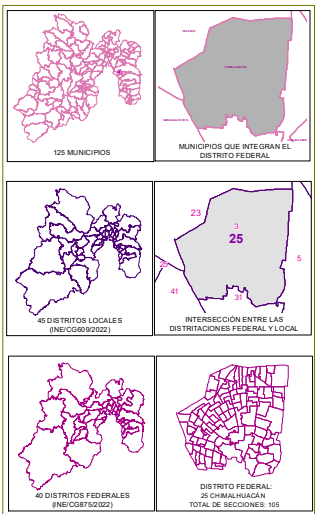 125 MUNICIPIOS
CHIMALHUACÁN
MUNICIPIOS QUE INTEGRAN EL
DISTRITO FEDERAL
45 DISTRITOS LOCALES
(INE/CG609/2022)
23
3
25
5
41
31
INTERSECCIÓN ENTRE LAS
DISTRITACIONES FEDERAL Y LOCAL
40 DISTRITOS FEDERALES
(INE/CG875/2022)
DISTRITO FEDERAL:
25 CHIMALHUACÁN
TOTAL DE SECCIONES: 105